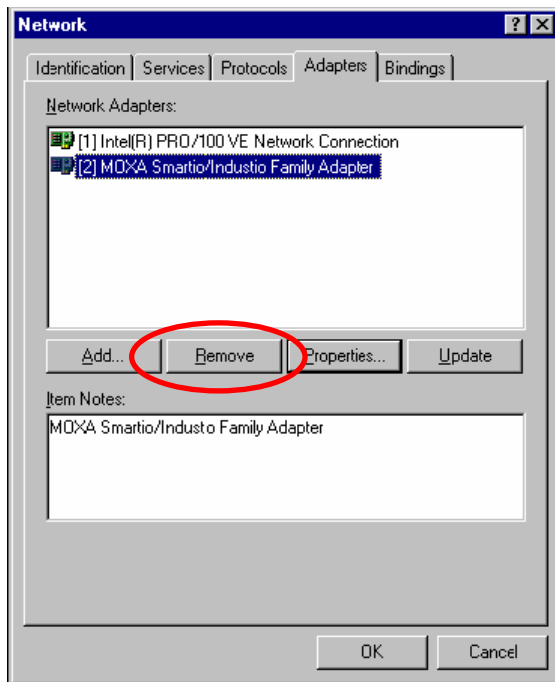 Network
Identification Services Protocols Adapters Bindings
Network Adapters:
[1] Intel(R) PRO/100 VE Network Connection
[2] MOXA Smartio/Industio Family Adapter
Add... Remove Properties... Update
Item Notes:
MOXA Smartio/Industo Family Adapter
OK Cancel